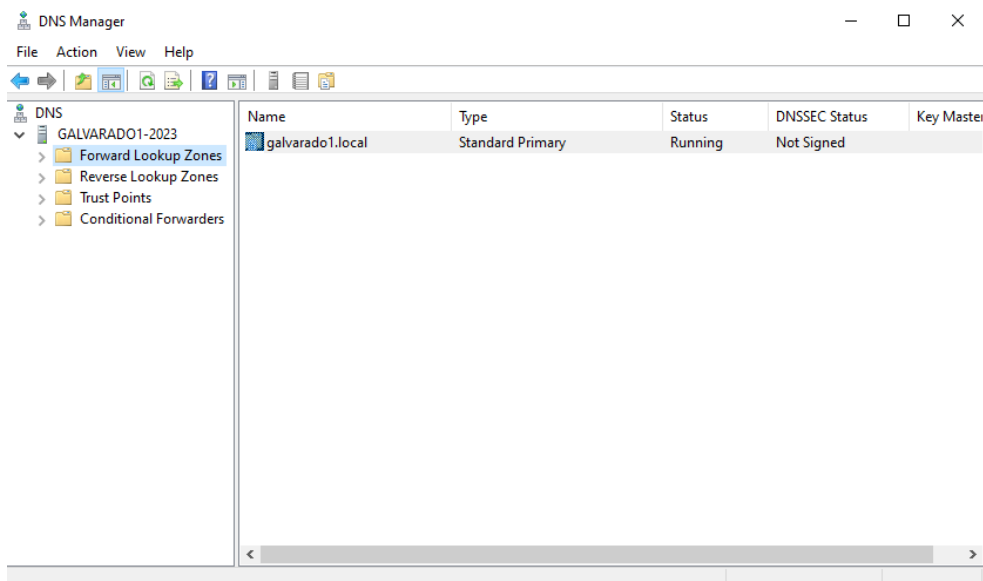 DNS Manager
File Action View Help
DNS
GALVARADO1-2023
Forward Lookup Zones
Reverse Lookup Zones
Trust Points
Conditional Forwarders
Name Type Status DNSSEC Status Key Master
galvarado1.local Standard Primary Running Not Signed